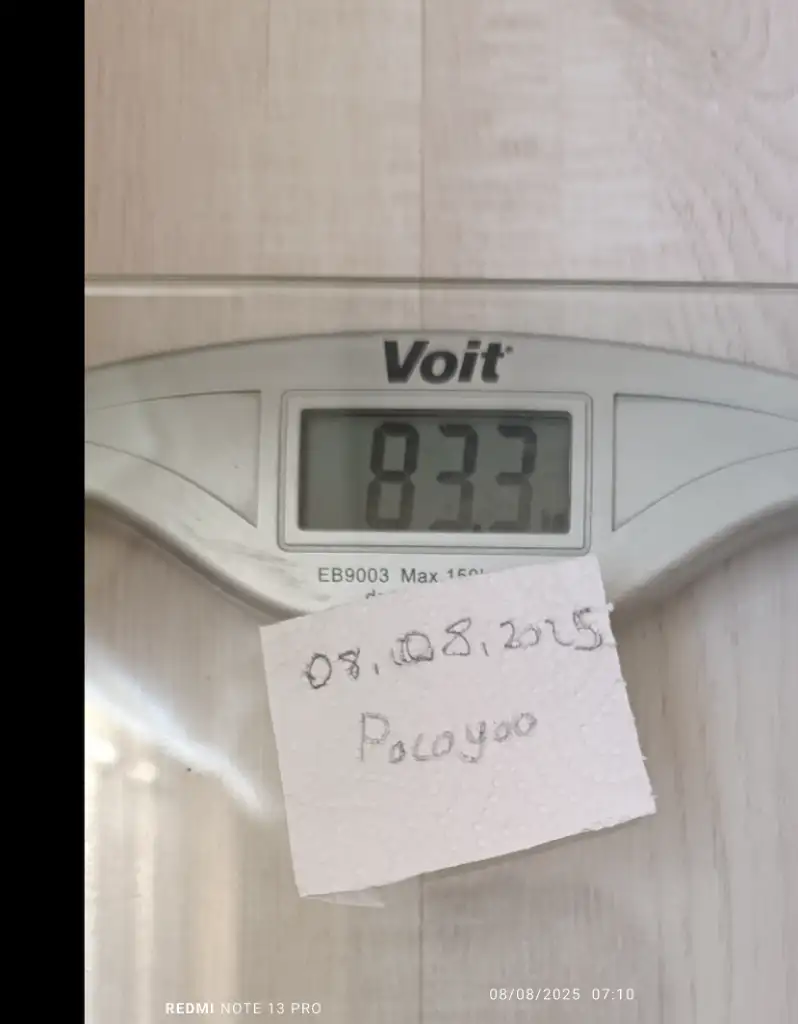 Voit
83.3
EB9003 Max 150
08.08.2025
Pocoyoo
REDMI NOTE 13 PRO
08/08/2025 07:10